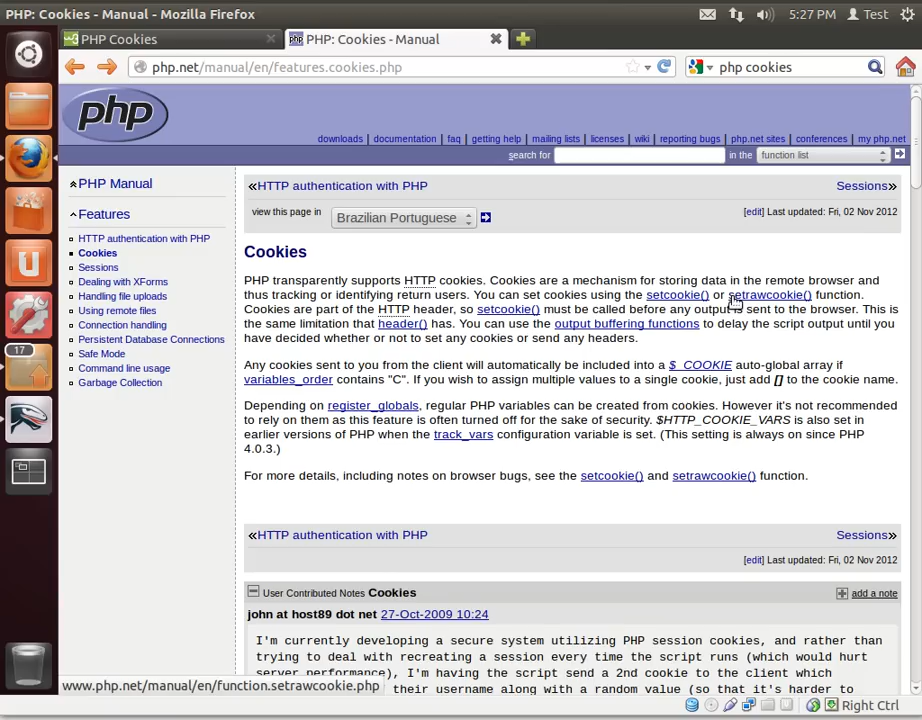 PHP: Cookies - Manual - Mozilla Firefox
5:27 PM Test
PHP Cookies
PHP: Cookies - Manual
php.net/manual/en/features.cookies.php
php cookies
php
downloads | documentation | faq | getting help | mailing lists | licenses | wiki | reporting bugs | php.net sites | conferences | my php.net
search for in the function list
PHP Manual
Features
HTTP authentication with PHP
Cookies
Sessions
Dealing with XForms
Handling file uploads
Using remote files
Connection handling
Persistent Database Connections
Safe Mode
Command line usage
Garbage Collection
17
«HTTP authentication with PHP Sessions»
view this page in Brazilian Portuguese [edit] Last updated: Fri, 02 Nov 2012
Cookies
PHP transparently supports HTTP cookies. Cookies are a mechanism for storing data in the remote browser and
thus tracking or identifying return users. You can set cookies using the setcookie() or setrawcookie() function.
Cookies are part of the HTTP header, so setcookie() must be called before any output is sent to the browser. This is
the same limitation that header() has. You can use the output buffering functions to delay the script output until you
have decided whether or not to set any cookies or send any headers.
Any cookies sent to you from the client will automatically be included into a $_COOKIE auto-global array if
variables_order contains "C". If you wish to assign multiple values to a single cookie, just add [] to the cookie name.
Depending on register_globals, regular PHP variables can be created from cookies. However it's not recommended
to rely on them as this feature is often turned off for the sake of security. $HTTP_COOKIE_VARS is also set in
earlier versions of PHP when the track_vars configuration variable is set. (This setting is always on since PHP
4.0.3.)
For more details, including notes on browser bugs, see the setcookie() and setrawcookie() function.
«HTTP authentication with PHP Sessions»
[edit] Last updated: Fri, 02 Nov 2012
User Contributed Notes Cookies add a note
john at host89 dot net 27-Oct-2009 10:24
I'm currently developing a secure system utilizing PHP session cookies, and rather than
trying to deal with recreating a session every time the script runs (which would hurt
server performance), I'm having the script send a 2nd cookie to the client which
their username along with a random value (so that it's harder to
www.php.net/manual/en/function.setrawcookie.php
Right Ctrl